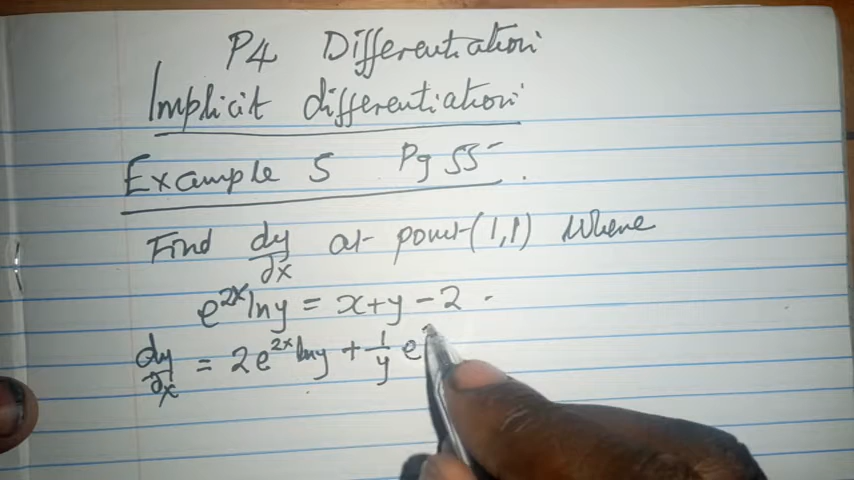 P4 Differentiation
Implicit differentiation
Example 5 Pg 55
Find dy/dx at point (1,1) Where
e^{2x} ln y = x + y - 2
dy/dx = 2e^{2x} ln y + 1/y e